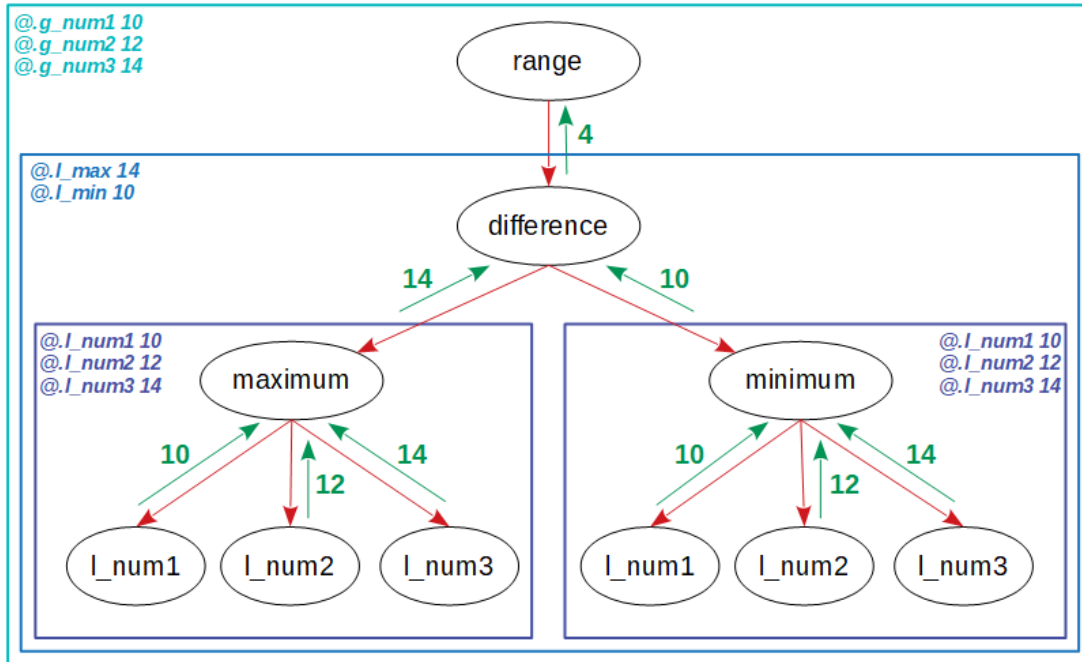 @.g_num1 10
@.g_num2 12
@.g_num3 14
range
4
@.l_max 14
@.l_min 10
difference
14
10
@.l_num1 10
@.l_num2 12
@.l_num3 14
maximum
10
12
14
l_num1
l_num2
l_num3
@.l_num1 10
@.l_num2 12
@.l_num3 14
minimum
10
12
14
l_num1
l_num2
l_num3